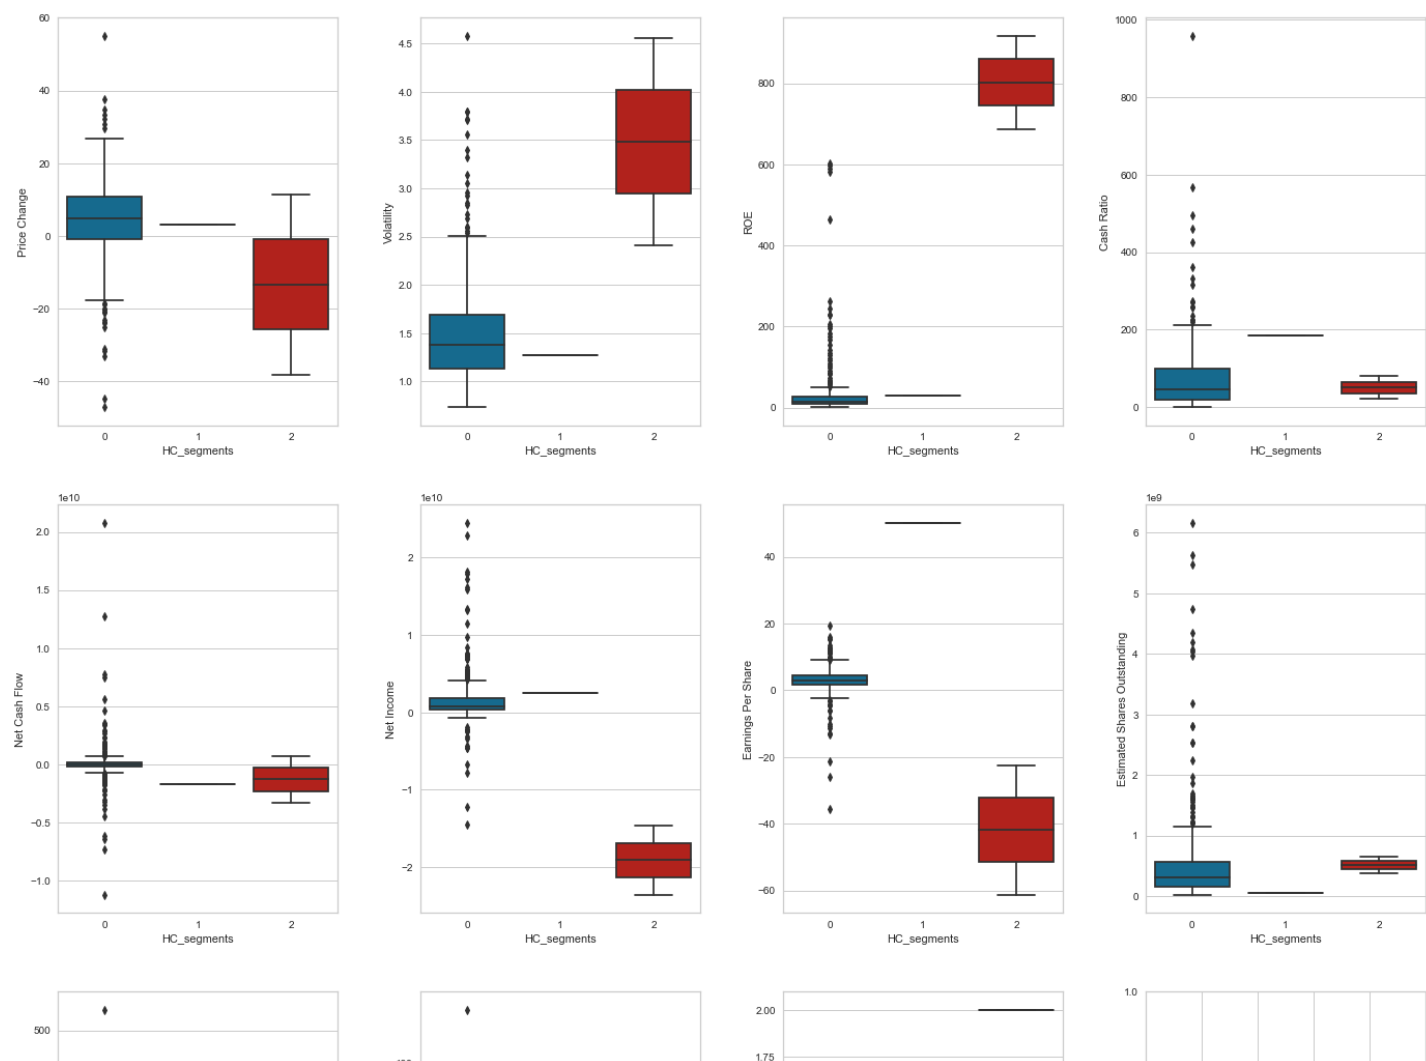 60
40
20
0
−20
−40
Price Change
0 1 2
HC_segments
4.5
4.0
3.5
3.0
2.5
2.0
1.5
1.0
Volatility
0 1 2
HC_segments
800
600
400
200
0
ROE
0 1 2
HC_segments
1000
800
600
400
200
0
Cash Ratio
0 1 2
HC_segments
1e10
2.0
1.5
1.0
0.5
0.0
−0.5
−1.0
Net Cash Flow
0 1 2
HC_segments
1e10
2
1
0
−1
−2
Net Income
0 1 2
HC_segments
40
20
0
−20
−40
−60
Earnings Per Share
0 1 2
HC_segments
1e9
6
5
4
3
2
1
0
Estimated Shares Outstanding
0 1 2
HC_segments
500
2.00
1.75
1.0